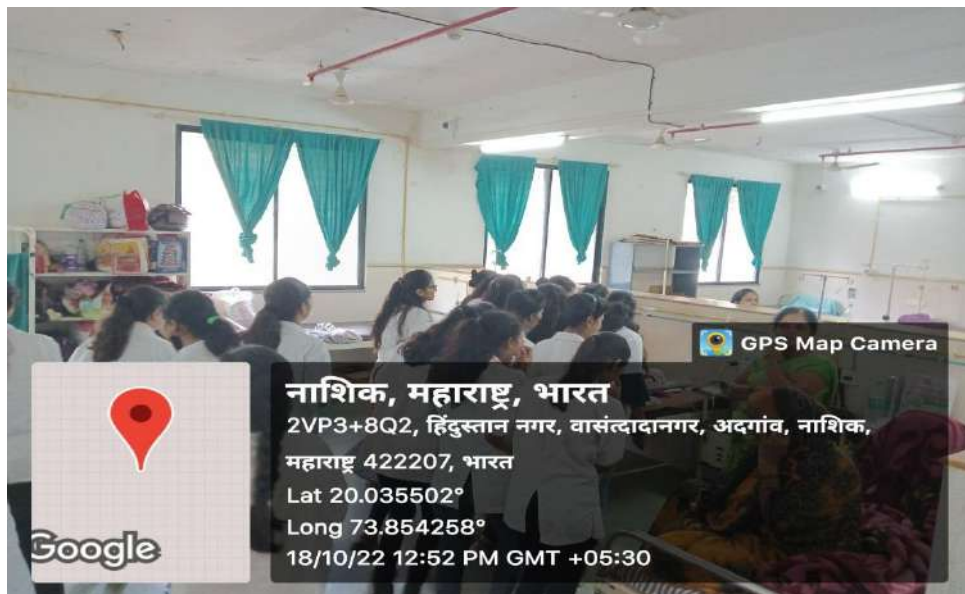 GPS Map Camera
नाशिक, महाराष्ट्र, भारत
2VP3+8Q2, हिंदुस्तान नगर, वासंत्दादानगर, अदगांव, नाशिक,
महाराष्ट्र 422207, भारत
Lat 20.035502°
Long 73.854258°
18/10/22 12:52 PM GMT +05:30
Google